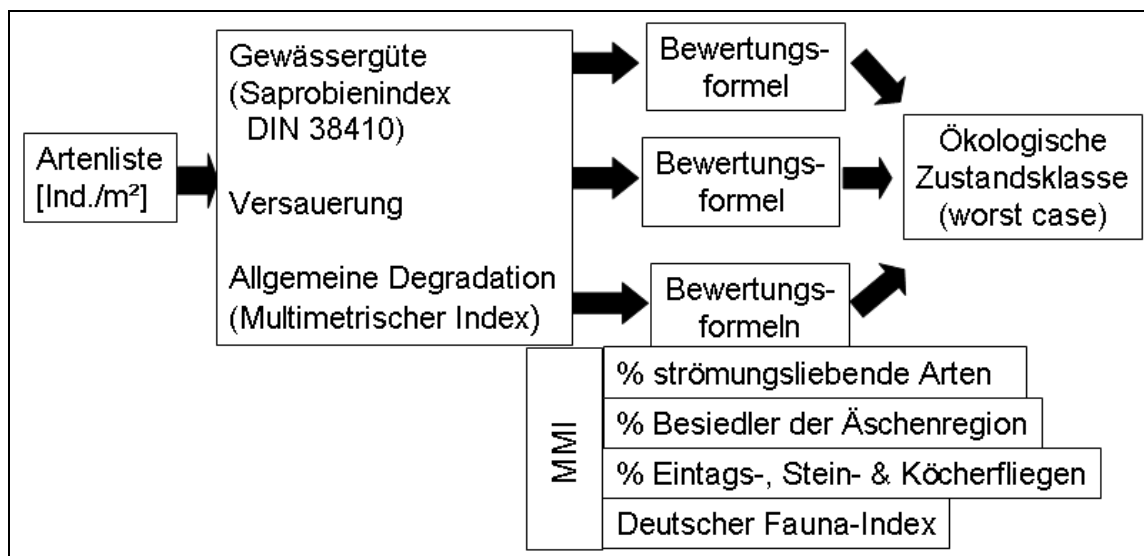 Artenliste
[Ind./m²]
Gewässergüte
(Saprobienindex
DIN 38410)
Versauerung
Allgemeine Degradation
(Multimetrischer Index)
Bewertungs-
formel
Bewertungs-
formel
Bewertungs-
formeln
Ökologische
Zustandsklasse
(worst case)
MMI
% strömungsliebende Arten
% Besiedler der Äschenregion
% Eintags-, Stein- & Köcherfliegen
Deutscher Fauna-Index